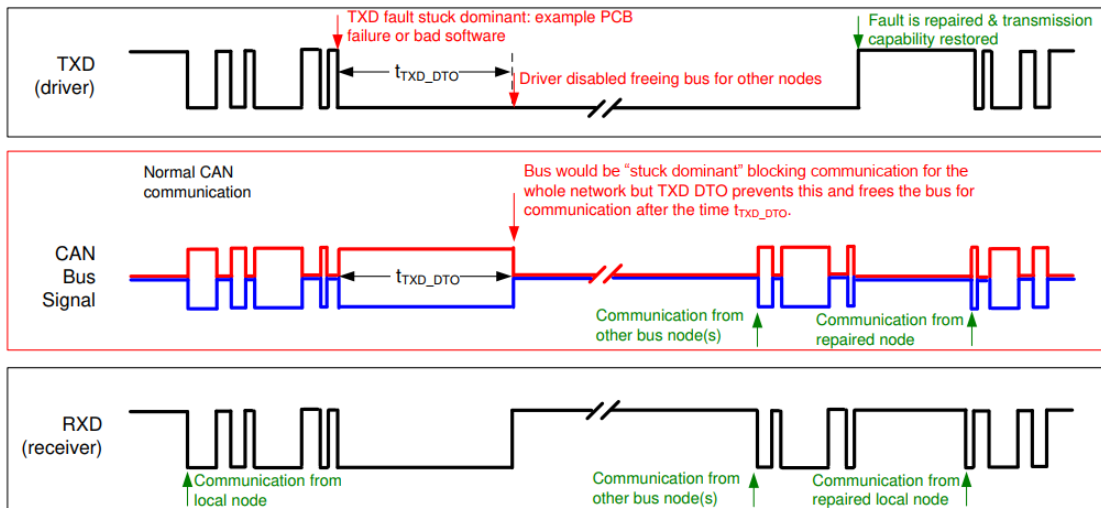 TXD fault stuck dominant: example PCB
failure or bad software
Fault is repaired & transmission
capability restored
TXD
(driver)
tTXD_DTO
Driver disabled freeing bus for other nodes
Normal CAN
communication
Bus would be “stuck dominant” blocking communication for the
whole network but TXD DTO prevents this and frees the bus for
communication after the time tTXD_DTO.
CAN
Bus
Signal
tTXD_DTO
Communication from
other bus node(s)
Communication from
repaired node
RXD
(receiver)
Communication from
local node
Communication from
other bus node(s)
Communication from
repaired local node